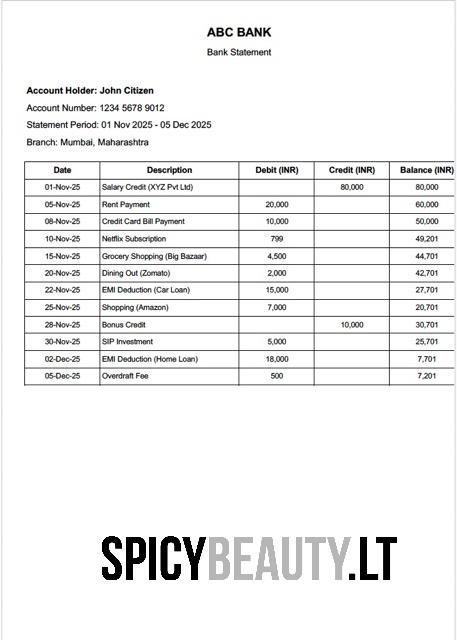 ABC BANK
Bank Statement
Account Holder: John Citizen
Account Number: 1234 5678 9012
Statement Period: 01 Nov 2025 - 05 Dec 2025
Branch: Mumbai, Maharashtra
Date Description Debit (INR) Credit (INR) Balance (INR)
01-Nov-25 Salary Credit (XYZ Pvt Ltd) 80,000 80,000
05-Nov-25 Rent Payment 20,000 60,000
08-Nov-25 Credit Card Bill Payment 10,000 50,000
10-Nov-25 Netflix Subscription 799 49,201
15-Nov-25 Grocery Shopping (Big Bazaar) 4,500 44,701
20-Nov-25 Dining Out (Zomato) 2,000 42,701
22-Nov-25 EMI Deduction (Car Loan) 15,000 27,701
25-Nov-25 Shopping (Amazon) 7,000 20,701
28-Nov-25 Bonus Credit 10,000 30,701
30-Nov-25 SIP Investment 5,000 25,701
02-Dec-25 EMI Deduction (Home Loan) 18,000 7,701
05-Dec-25 Overdraft Fee 500 7,201
SPICYBEAUTY.LT